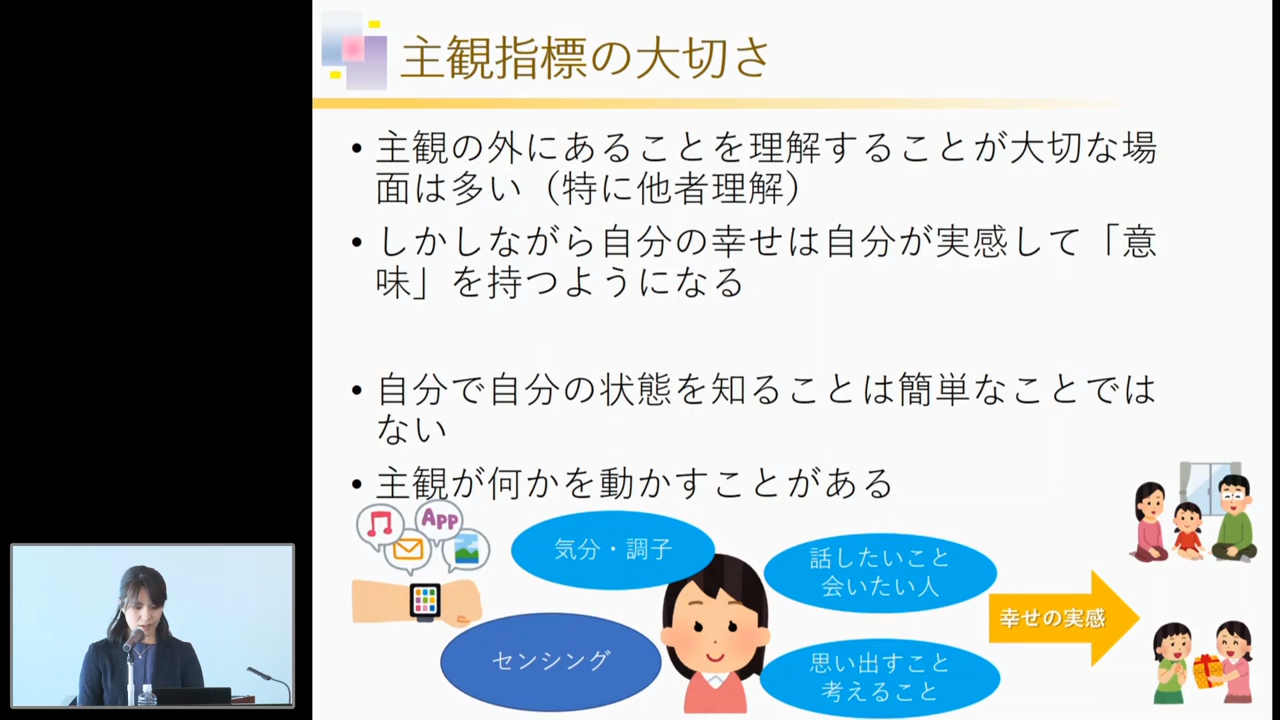 主観指標の大切さ
• 主観の外にあることを理解することが大切な場
面は多い（特に他者理解）
• しかしながら自分の幸せは自分が実感して「意
味」を持つようになる
• 自分で自分の状態を知ることは簡単なことでは
ない
• 主観が何かを動かすことがある
App
気分・調子
話したいこと
会いたい人
幸せの実感
センシング
思い出すこと
考えること